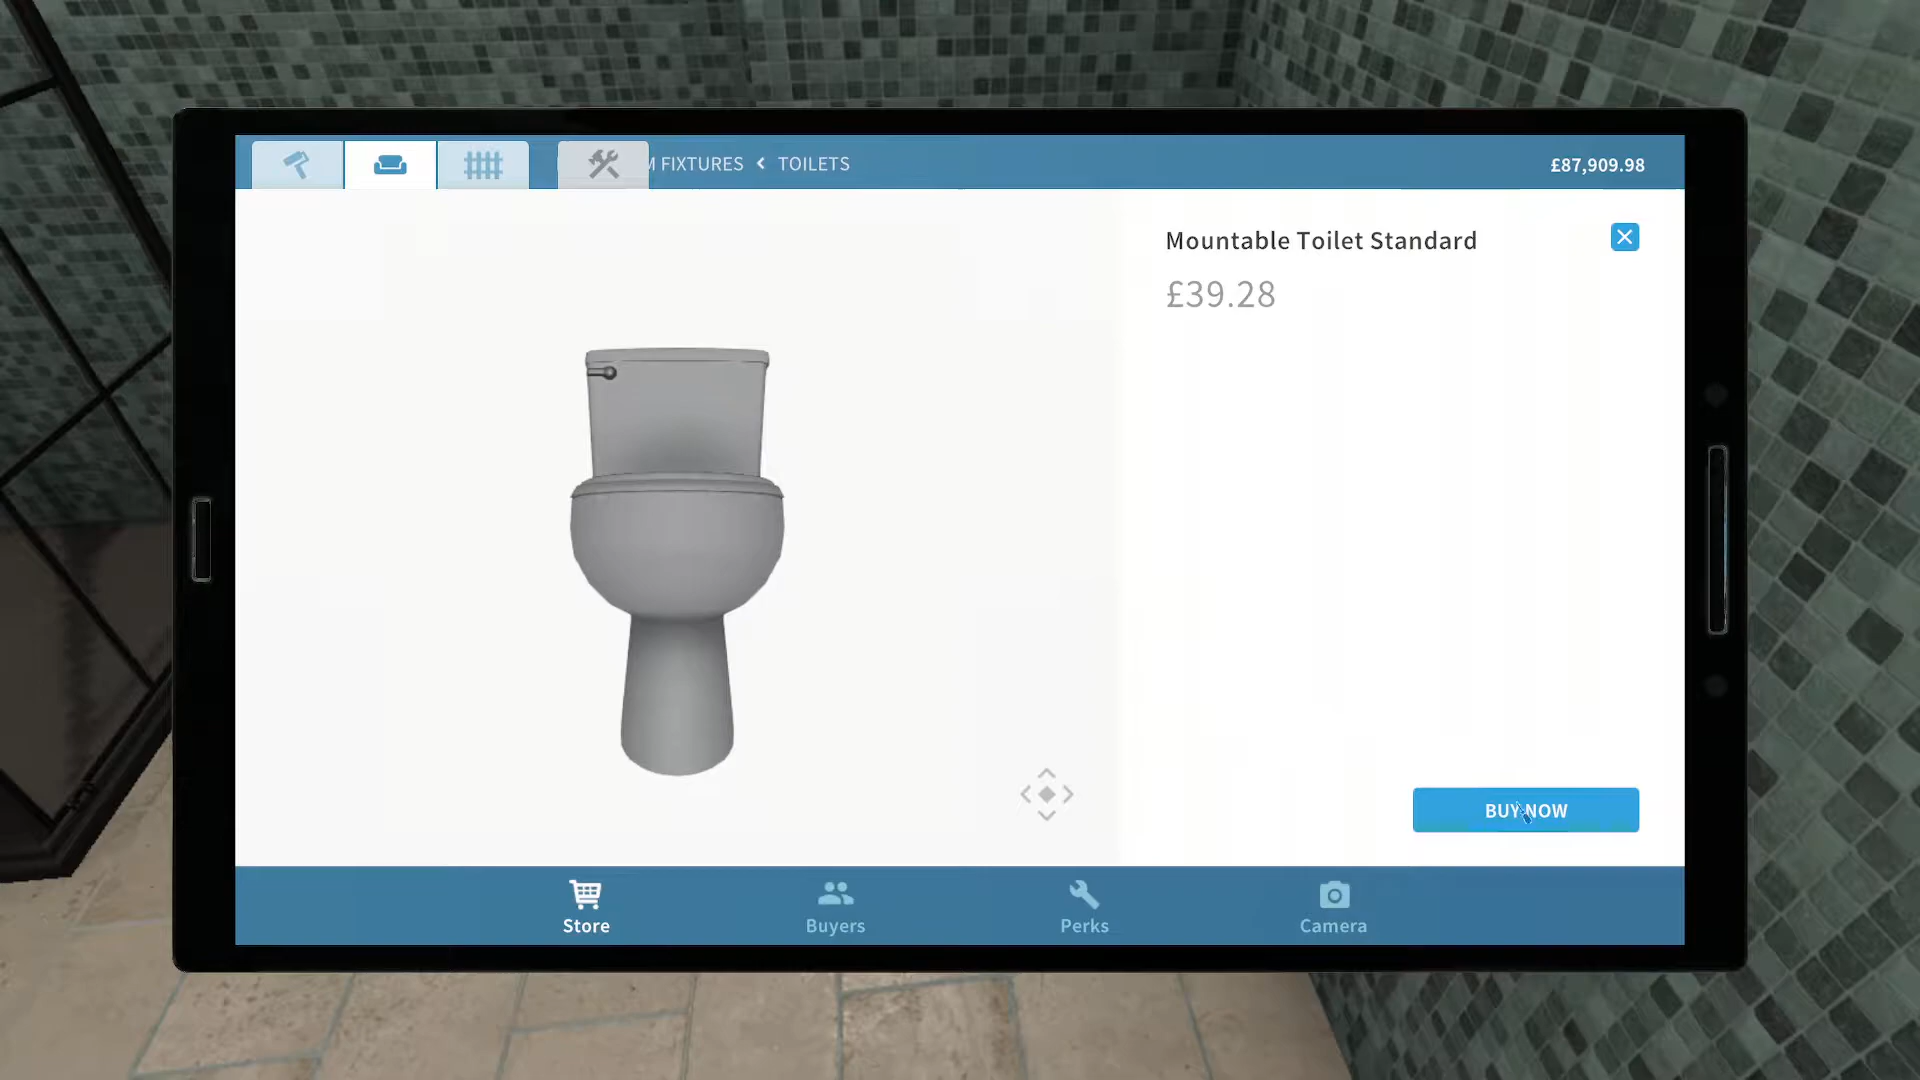 M FIXTURES < TOILETS
£87,909.98
Mountable Toilet Standard
£39.28
BUY NOW
Store
Buyers
Perks
Camera